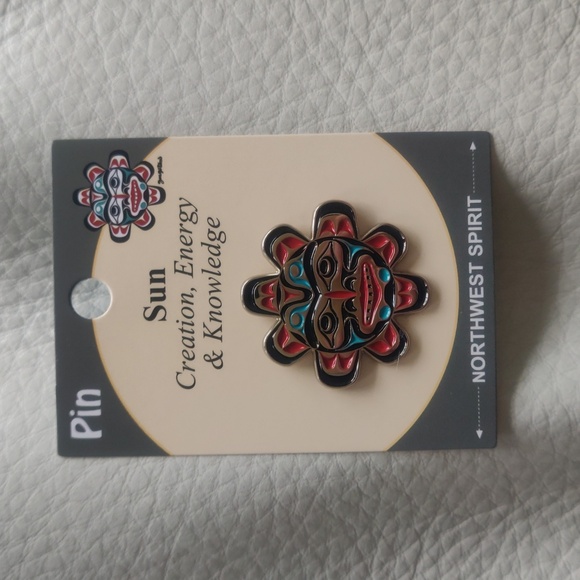 Pin
Sun
Creation, Energy
& Knowledge
NORTHWEST SPIRIT